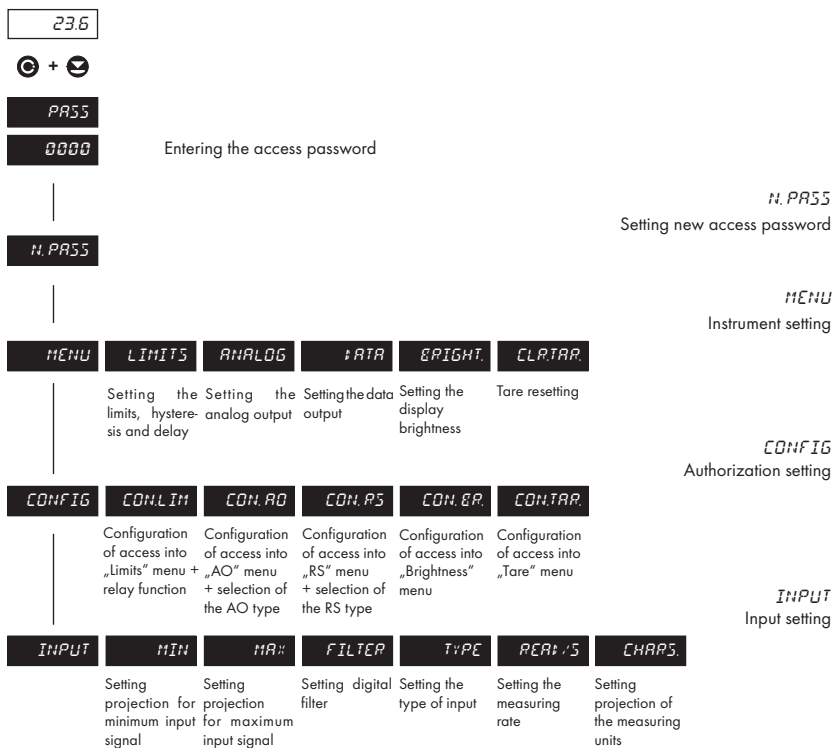 23.6
+
PASS
0000
Entering the access password
N. PASS
Setting new access password
N. PASS
MENU
Instrument setting
MENU LIMITS ANALOG DATA BRIGHT. CLR.TAR.
Setting the limits, hystere-
sis and delay
Setting the
analog output
Setting the data
output
Setting the
display
brightness
Tare resetting
CONFIG
Authorization setting
CONFIG CON.LIM CON. AO CON. RS CON. BR. CON.TAR.
Configuration
of access into
„Limits” menu +
relay function
Configuration
of access into
„AO” menu
+ selection of
the AO type
Configuration
of access into
„RS” menu
+ selection of
the RS type
Configuration
of access into
„Brightness”
menu
Configuration
of access into
„Tare” menu
INPUT
Input setting
INPUT MIN MAX FILTER TYPE READ/S CHARS.
Setting
projection for
minimum input
signal
Setting
projection
for maximum
input signal
Setting digital
filter
Setting the
type of input
Setting the
measuring
rate
Setting
projection of
the measuring
units